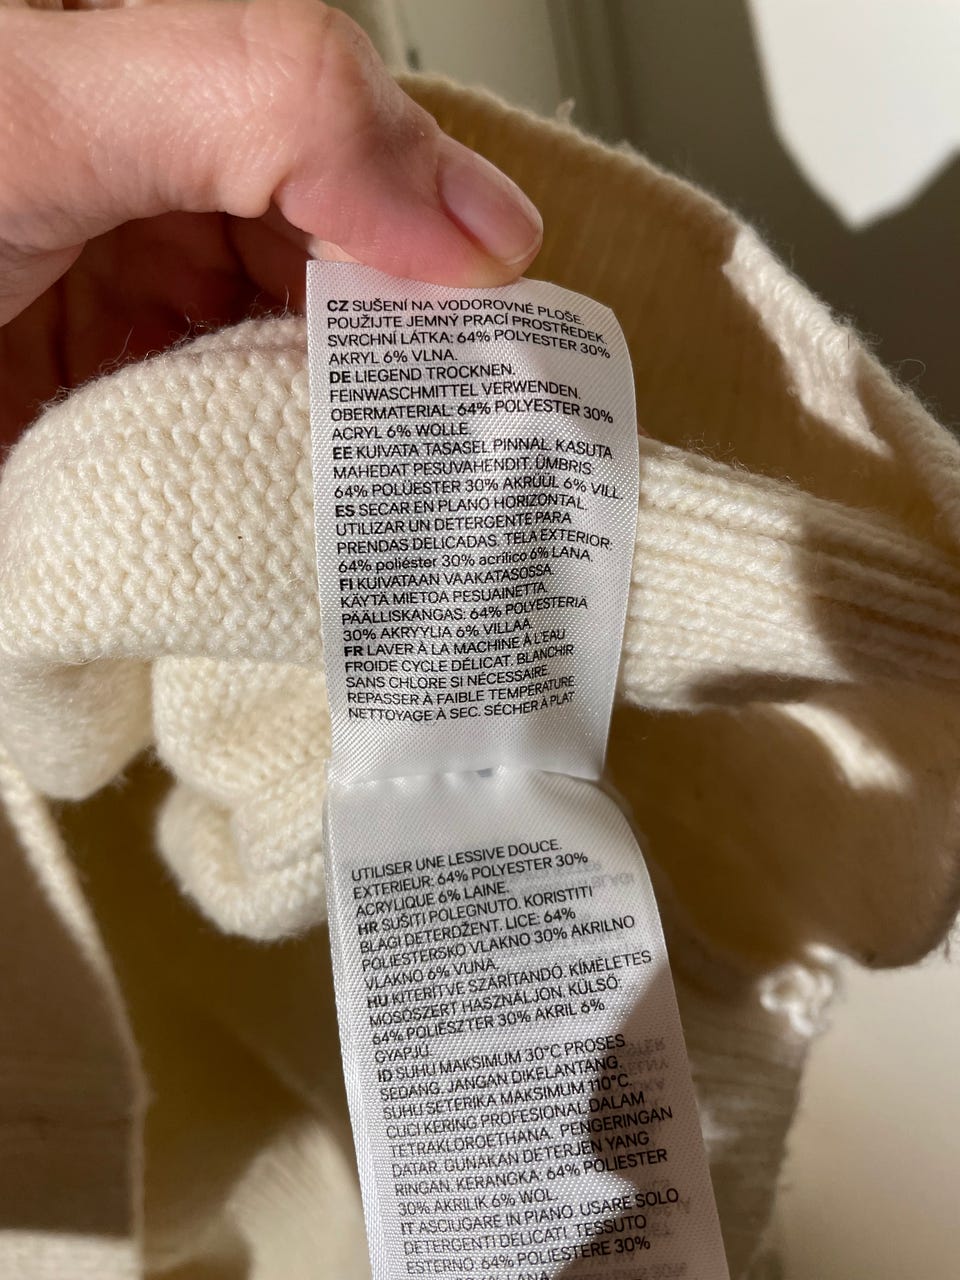 CZ SUŠENÍ NA VODOROVNÉ PLOŠE
POUŽIJTE JEMNÝ PRACÍ PROSTŘEDEK.
SVRCHNÍ LÁTKA: 64% POLYESTER 30%
AKRYL 6% VLNA.
DE LIEGEND TROCKNEN.
FEINWASCHMITTEL VERWENDEN.
OBERMATERIAL: 64% POLYESTER 30%
ACRYL 6% WOLLE.
EE KUIVATA TASASEL PINNAL. KASUTA
MAHEDAT PESUVAHENDIT. ÜMBRIS:
64% POLÜESTER 30% AKRÜÜL 6% VILL.
ES SECAR EN PLANO HORIZONTAL.
UTILIZAR UN DETERGENTE PARA
PRENDAS DELICADAS. TELA EXTERIOR:
64% poliéster 30% acrílico 6% LANA.
FI KUIVATAAN VAAKATASOSSA.
KÄYTÄ MIETOA PESUAINETTA.
PÄÄLLISKANGAS: 64% POLYESTERIÄ
30% AKRYYLIA 6% VILLAA.
FR LAVER À LA MACHINE À L'EAU
FROIDE CYCLE DÉLICAT. BLANCHIR
SANS CHLORE SI NÉCESSAIRE
REPASSER À FAIBLE TEMPÉRATURE
NETTOYAGE À SEC. SÉCHER À PLAT
UTILISER UNE LESSIVE DOUCE.
EXTERIEUR: 64% POLYESTER 30%
ACRYLIQUE 6% LAINE.
HR SUŠITI POLEGNUTO. KORISTITI
BLAGI DETERDŽENT. LICE: 64%
POLIESTERSKO VLAKNO 30% AKRILNO
VLAKNO 6% VUNA.
HU KITERÍTVE SZÁRÍTANDÓ. KÍMÉLETES
MOSÓSZERT HASZNÁLJON. KÜLSŐ:
64% POLIÉSZTER 30% AKRIL 6%
GYAPJÚ.
ID SUHU MAKSIMUM 30°C PROSES
SEDANG. JANGAN DIKELANTANG.
SUHU SETERIKA MAKSIMUM 110°C.
CUCI KERING PROFESIONAL DALAM
TETRAKLOROETHANA. PENGERINGAN
DATAR. GUNAKAN DETERJEN YANG
RINGAN. KERANGKA: 64% POLIESTER
30% AKRILIK 6% WOL.
IT ASCIUGARE IN PIANO. USARE SOLO
DETERGENTI DELICATI. TESSUTO
ESTERNO: 64% POLIESTERE 30%
6% LANA